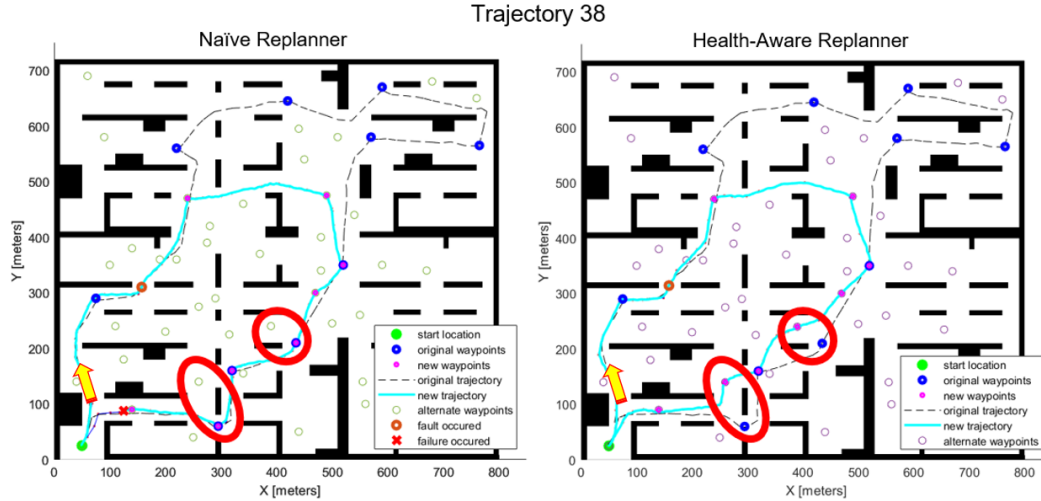 Trajectory 38
Naïve Replanner
Health-Aware Replanner
700
600
500
400
300
200
100
0
Y [meters]
0 100 200 300 400 500 600 700 800
X [meters]
start location
original waypoints
new waypoints
original trajectory
new trajectory
alternate waypoints
fault occured
failure occured
700
600
500
400
300
200
100
0
Y [meters]
0 100 200 300 400 500 600 700 800
X [meters]
start location
original waypoints
new waypoints
original trajectory
new trajectory
alternate waypoints